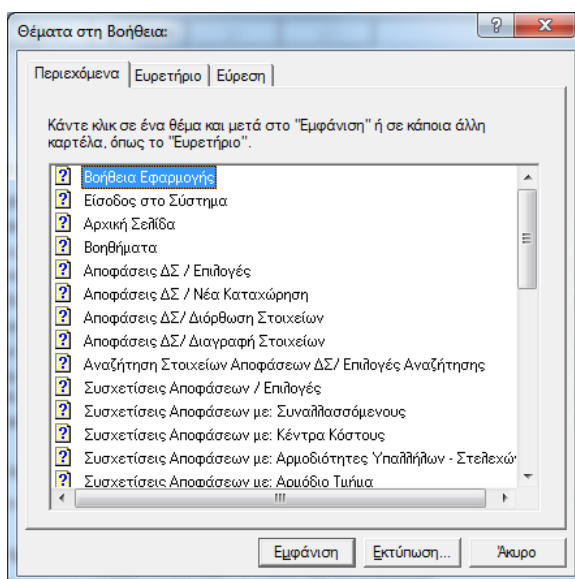 Θέματα στη Βοήθεια:
Περιεχόμενα Ευρετήριο Εύρεση
Κάντε κλικ σε ένα θέμα και μετά στο "Εμφάνιση" ή σε κάποια άλλη
καρτέλα, όπως το "Ευρετήριο".
Βοήθεια Εφαρμογής
Είσοδος στο Σύστημα
Αρχική Σελίδα
Βοηθήματα
Αποφάσεις ΔΣ / Επιλογές
Αποφάσεις ΔΣ / Νέα Καταχώρηση
Αποφάσεις ΔΣ/ Διόρθωση Στοιχείων
Αποφάσεις ΔΣ/ Διαγραφή Στοιχείων
Αναζήτηση Στοιχείων Αποφάσεων ΔΣ/ Επιλογές Αναζήτησης
Συσχετίσεις Αποφάσεων / Επιλογές
Συσχετίσεις Αποφάσεων με: Συναλλασσόμενους
Συσχετίσεις Αποφάσεων με: Κέντρα Κόστους
Συσχετίσεις Αποφάσεων με: Αρμοδιότητες Υπαλλήλων - Στελεχών
Συσχετίσεις Αποφάσεων με: Αρμόδιο Τμήμα
Εμφάνιση Εκτύπωση... Άκυρο